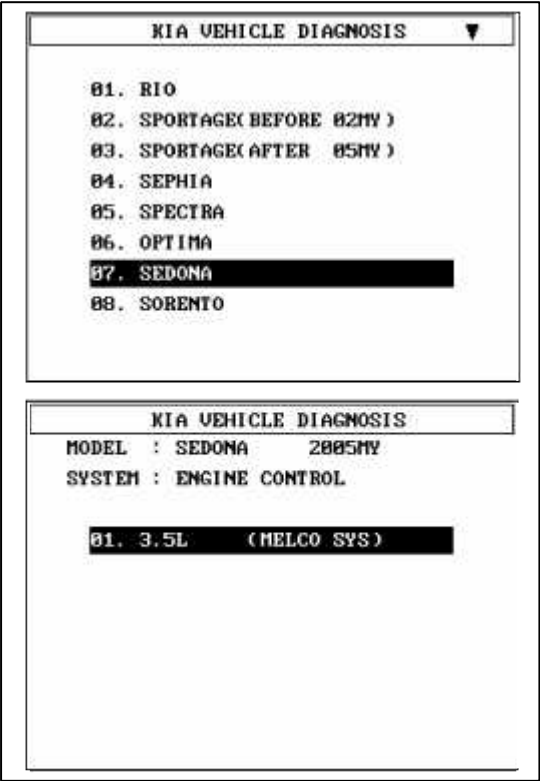 KIA VEHICLE DIAGNOSIS ▼
01. RIO
02. SPORTAGE(BEFORE 02MY)
03. SPORTAGE(AFTER 05MY)
04. SEPHIA
05. SPECTRA
06. OPTIMA
07. SEDONA
08. SORENTO
KIA VEHICLE DIAGNOSIS
MODEL : SEDONA 2005MY
SYSTEM : ENGINE CONTROL
01. 3.5L (MELCO SYS)